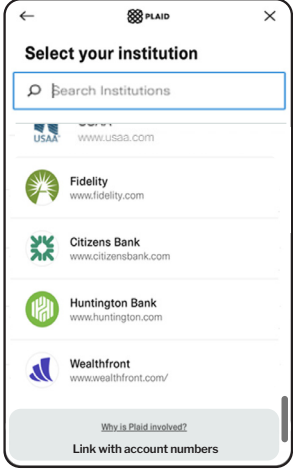 PLAID
Select your institution
Search Institutions
USAA
USAA
www.usaa.com
Fidelity
www.fidelity.com
Citizens Bank
www.citizensbank.com
Huntington Bank
www.huntington.com
Wealthfront
www.wealthfront.com/
Why is Plaid involved?
Link with account numbers